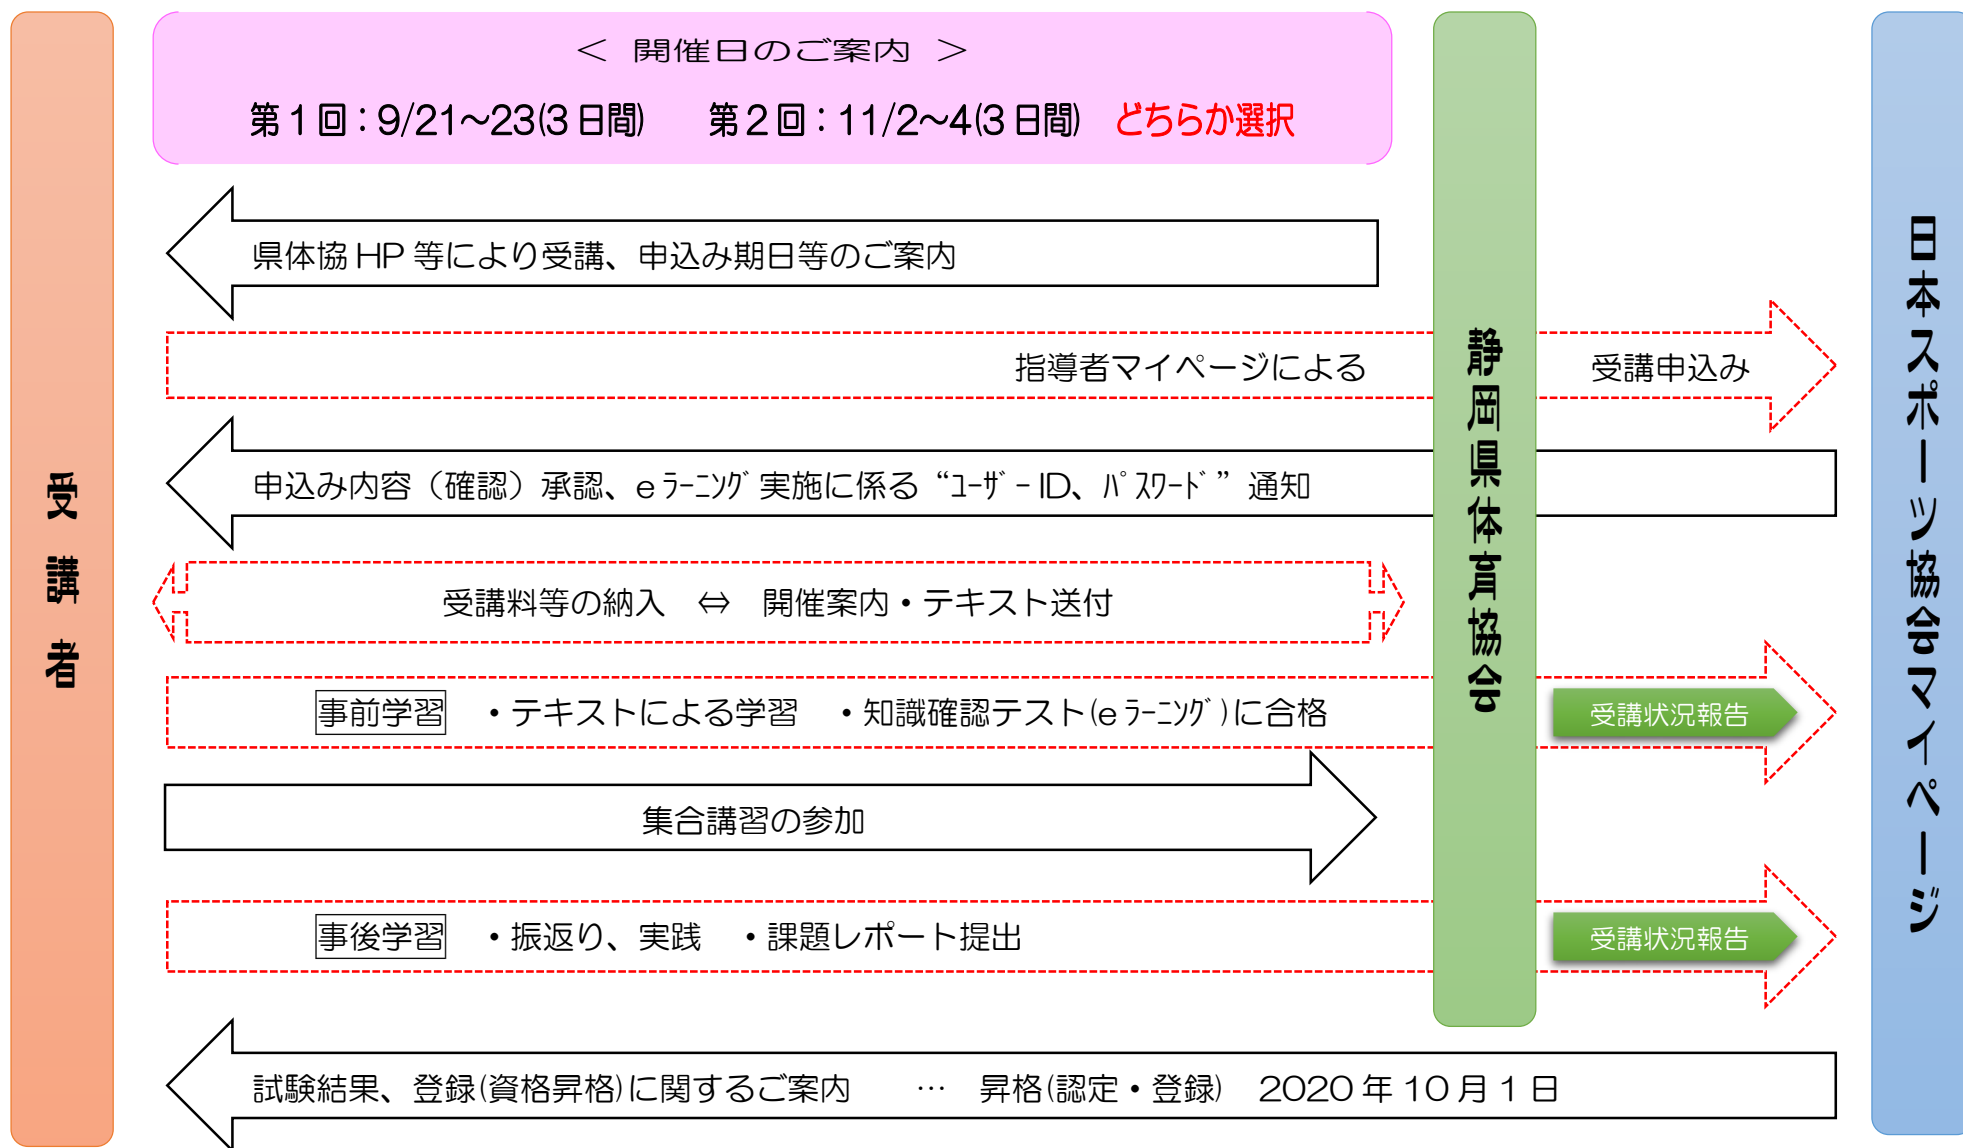 ＜ 開催日のご案内 ＞
第１回：9/21～23(3日間)　第２回：11/2～4(3日間)　どちらか選択
県体協HP等により受講、申込み期日等のご案内
指導者マイページによる　受講申込み
申込み内容（確認）承認、eﾗｰﾆﾝｸﾞ実施に係る“ﾕｰｻﾞｰID、ﾊﾟｽﾜｰﾄﾞ”通知
受講料等の納入　⇔　開催案内・テキスト送付
事前学習　・テキストによる学習　・知識確認テスト(eﾗｰﾆﾝｸﾞ)に合格
受講状況報告
集合講習の参加
事後学習　・振返り、実践　・課題レポート提出
受講状況報告
試験結果、登録(資格昇格)に関するご案内　…　昇格(認定・登録)　2020年10月1日
受講者
静岡県体育協会
日本スポーツ協会マイページ